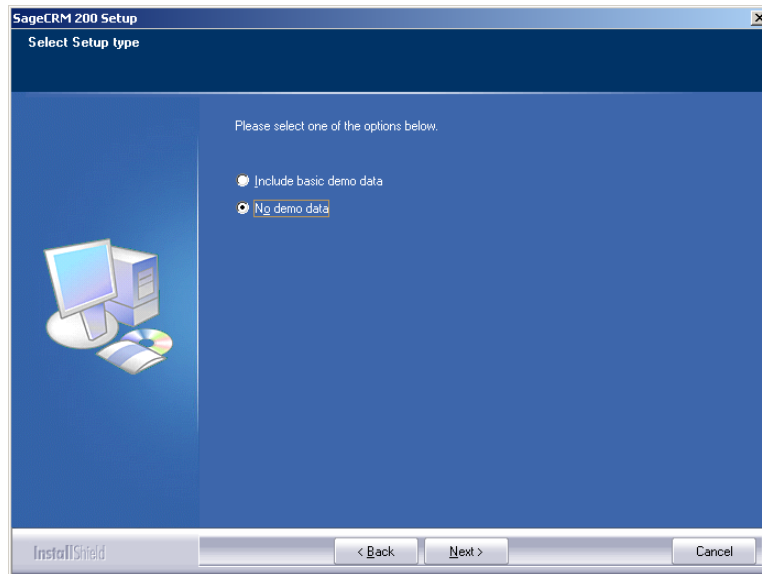 SageCRM 200 Setup
Select Setup type
Please select one of the options below.
Include basic demo data
No demo data
InstallShield
< Back
Next >
Cancel